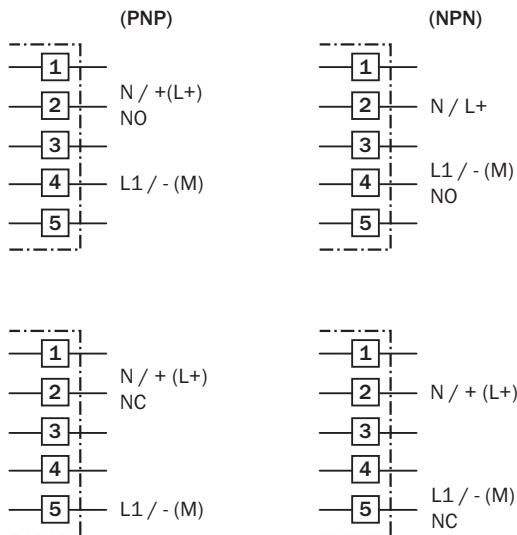 (PNP)
1
2 N / +(L+)
NO
3
4 L1 / - (M)
5
(NPN)
1
2 N / L+
3
4 L1 / - (M)
NO
5
1
2 N / + (L+)
NC
3
4
5 L1 / - (M)
1
2 N / + (L+)
3
4
5 L1 / - (M)
NC